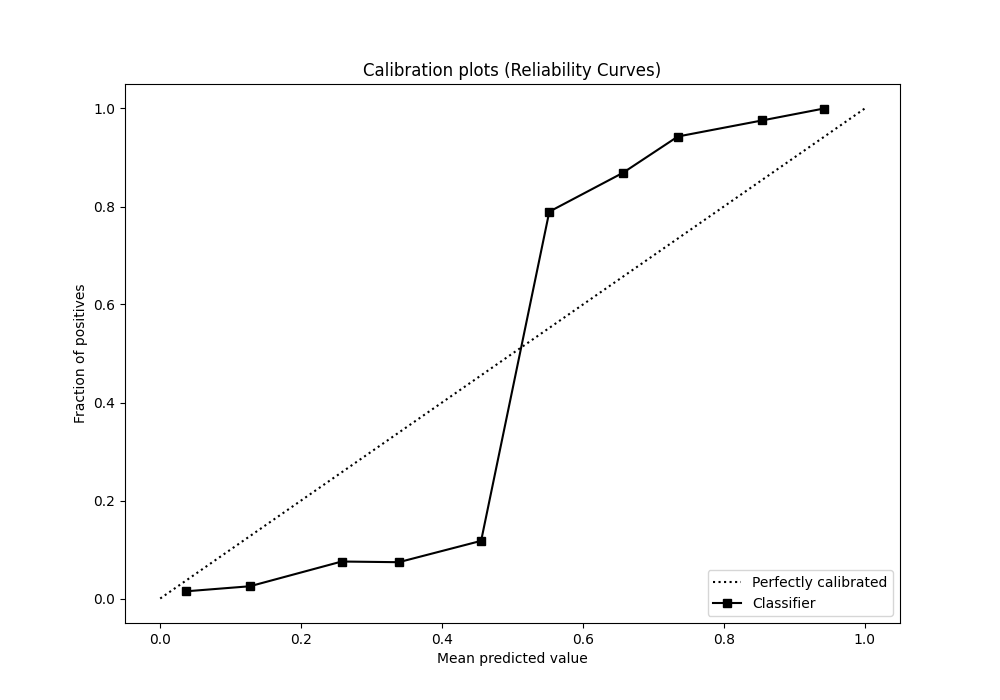 Calibration plots (Reliability Curves)
1.0
0.8
0.6
0.4
0.2
0.0
Fraction of positives
0.0 0.2 0.4 0.6 0.8 1.0
Mean predicted value
Perfectly calibrated
Classifier